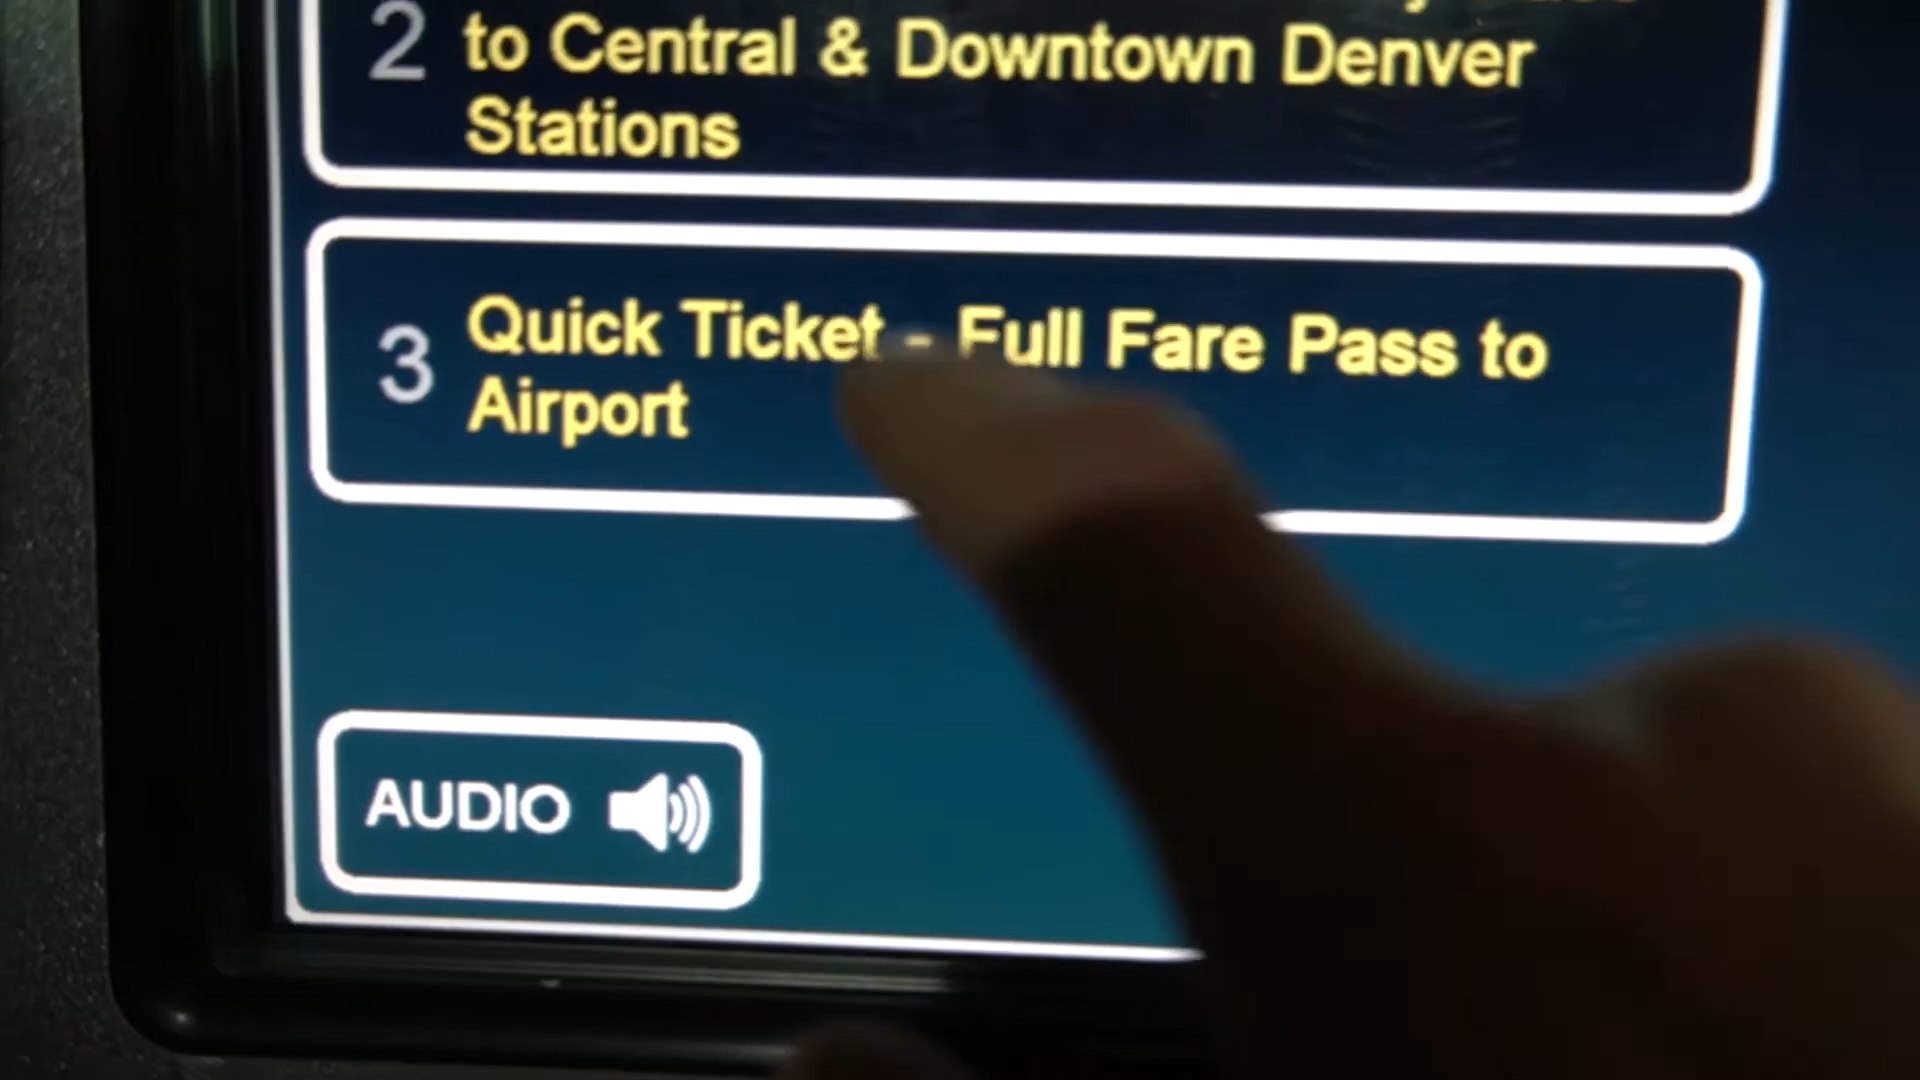 2
to Central & Downtown Denver
Stations
3
Quick Ticket - Full Fare Pass to
Airport
AUDIO